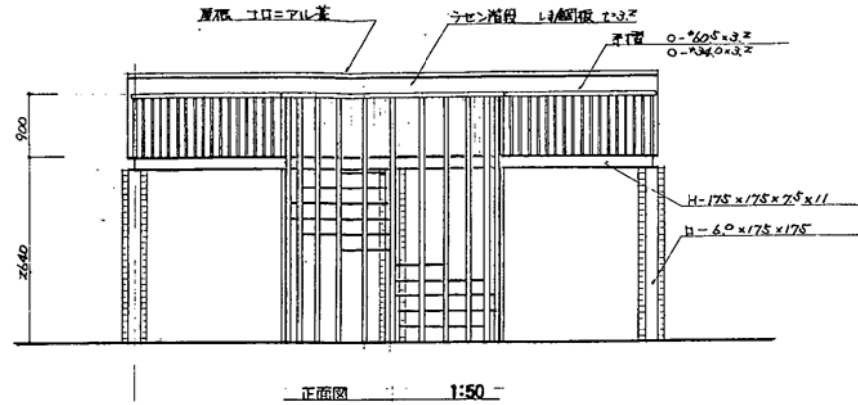 屋根 コロニアル葺
ラセン階段 しま鋼板 t=3.2
手摺 O-φ60.5×3.2
O-φ34.0×3.2
900
2640
H-175×175×7.5×11
ロ-6.0×175×175
正面図 1:50